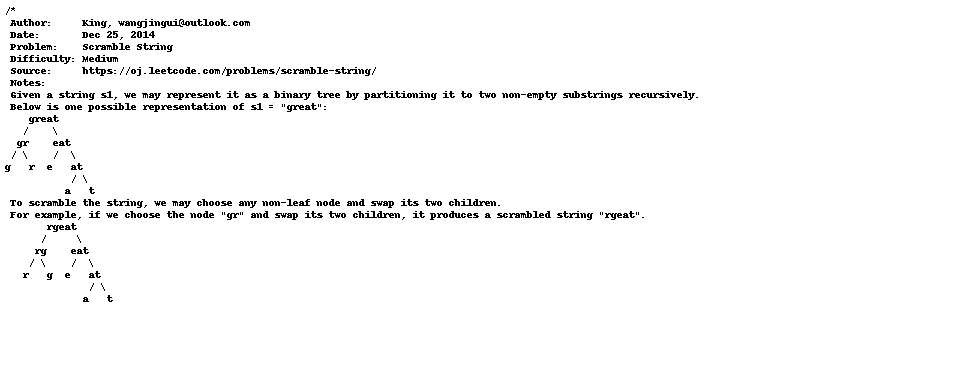 /*
 Author:     King, wangjingui@outlook.com
 Date:       Dec 25, 2014
 Problem:    Scramble String
 Difficulty: Medium
 Source:     https://oj.leetcode.com/problems/scramble-string/
 Notes:
 Given a string s1, we may represent it as a binary tree by partitioning it to two non-empty substrings recursively.
 Below is one possible representation of s1 = "great":
    great
   /    \
  gr    eat
 / \    /  \
g   r  e   at
           / \
          a   t
 To scramble the string, we may choose any non-leaf node and swap its two children.
 For example, if we choose the node "gr" and swap its two children, it produces a scrambled string "rgeat".
       rgeat
      /    \
     rg    eat
    / \    /  \
   r   g  e   at
              / \
             a   t